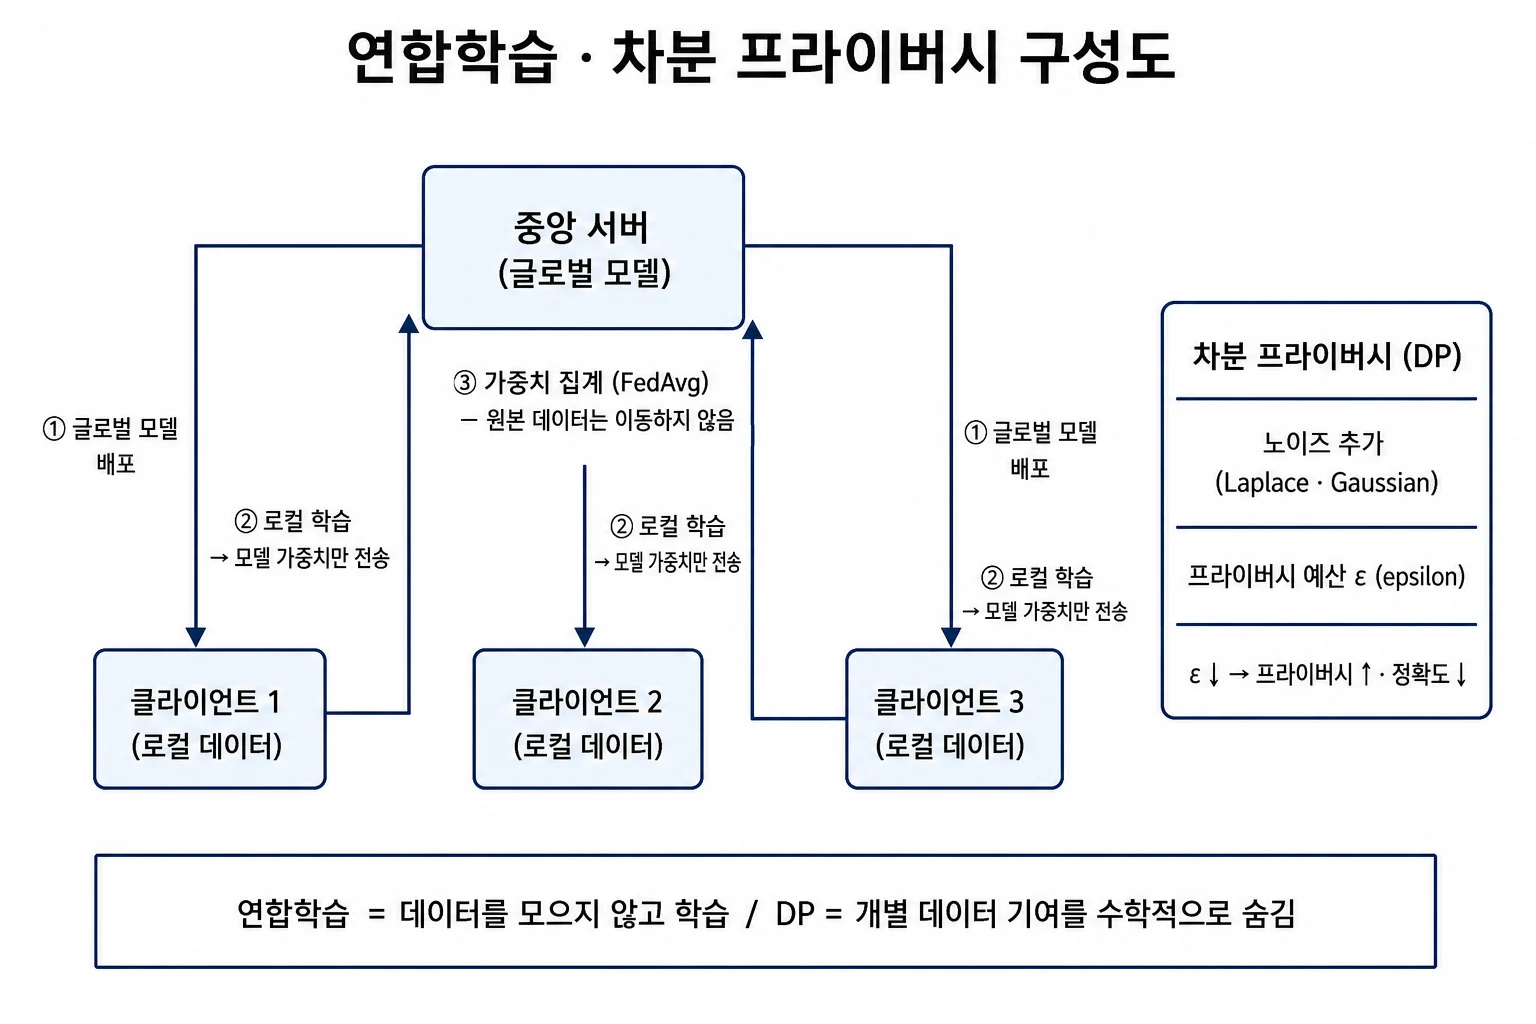 연합학습 · 차분 프라이버시 구성도
중앙 서버
(글로벌 모델)
③ 가중치 집계 (FedAvg)
– 원본 데이터는 이동하지 않음
① 글로벌 모델
배포
② 로컬 학습
→ 모델 가중치만 전송
② 로컬 학습
→ 모델 가중치만 전송
① 글로벌 모델
배포
② 로컬 학습
→ 모델 가중치만 전송
클라이언트 1
(로컬 데이터)
클라이언트 2
(로컬 데이터)
클라이언트 3
(로컬 데이터)
차분 프라이버시 (DP)
노이즈 추가
(Laplace · Gaussian)
프라이버시 예산 ε (epsilon)
ε ↓ → 프라이버시 ↑ · 정확도 ↓
연합학습 = 데이터를 모으지 않고 학습 / DP = 개별 데이터 기여를 수학적으로 숨김